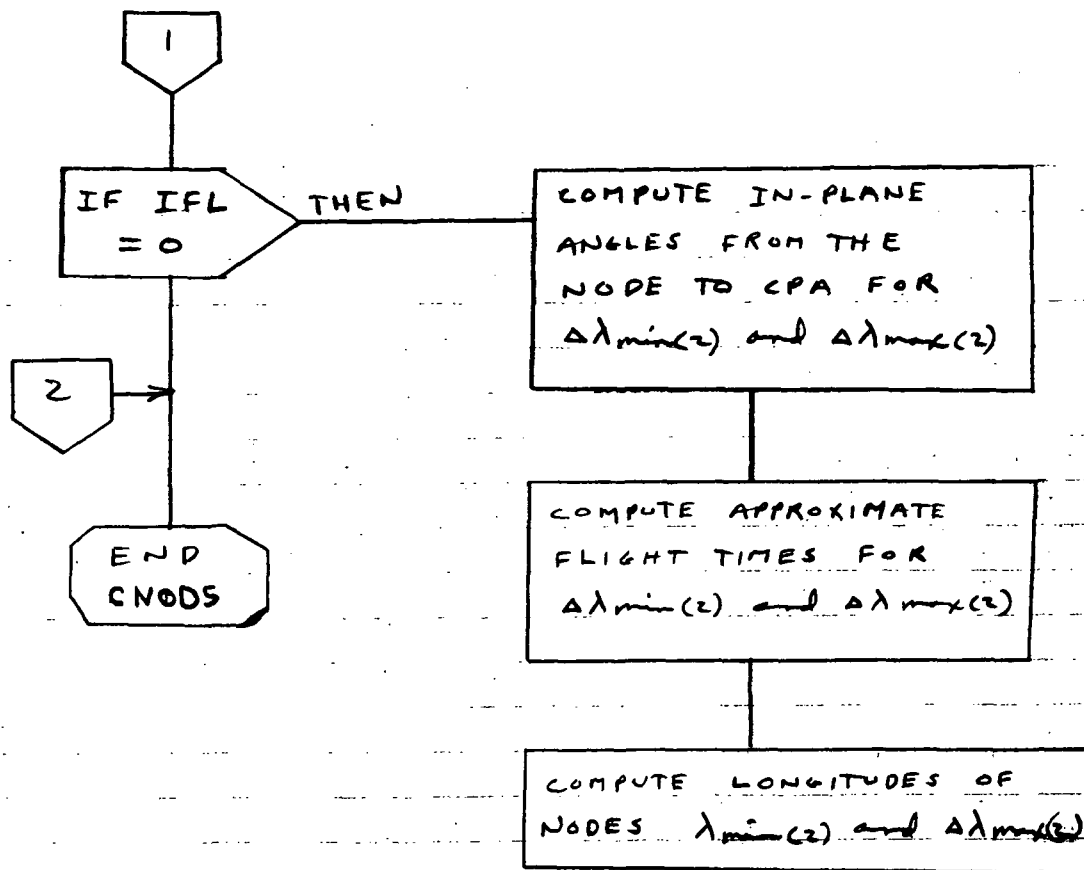 1
IF IFL
= 0
THEN
COMPUTE IN-PLANE
ANGLES FROM THE
NODE TO CPA FOR
Δλmin(2) and Δλmax(2)
2
COMPUTE APPROXIMATE
FLIGHT TIMES FOR
Δλmin(2) and Δλmax(2)
END
CNODS
COMPUTE LONGITUDES OF
NODES λmin(2) and Δλmax(2)